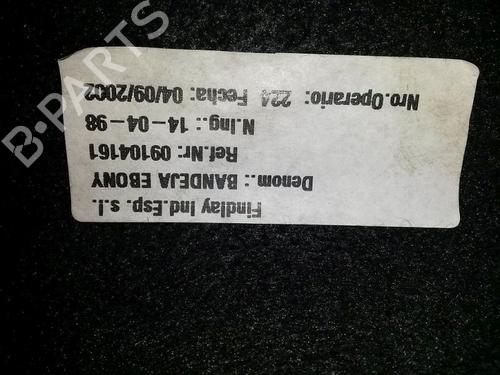 Findlay Ind.Esp. s.l.
Denom.: BANDEJA EBONY
Ref.Nr: 09104161
N.Ing.: 14-04-98
Nro.Operario: 224 Fecha: 04/09/2002
B-PARTS